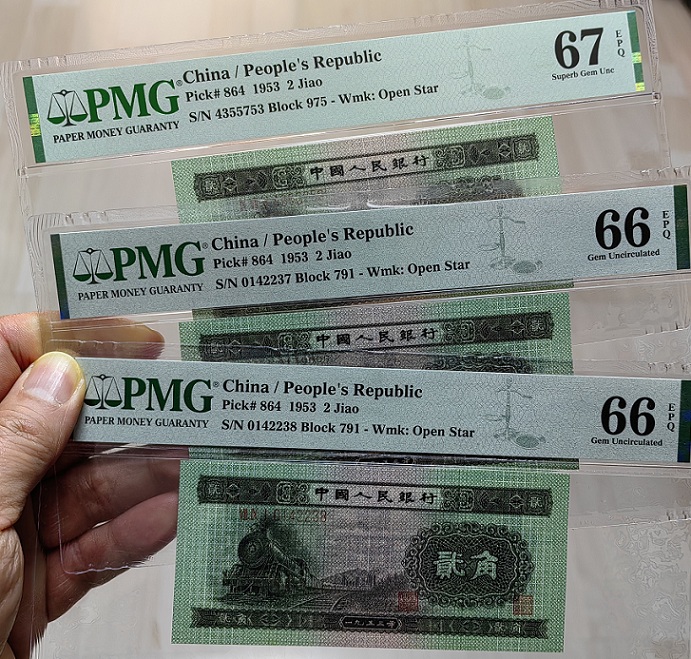 PMG®
PAPER MONEY GUARANTY
China / People's Republic
Pick# 864 1953 2 Jiao
S/N 4355753 Block 975 - Wmk: Open Star
67
EPQ
Superb Gem Unc
中國人民銀行
PMG®
PAPER MONEY GUARANTY
China / People's Republic
Pick# 864 1953 2 Jiao
S/N 0142237 Block 791 - Wmk: Open Star
66
EPQ
Gem Uncirculated
中國人民銀行
PMG®
PAPER MONEY GUARANTY
China / People's Republic
Pick# 864 1953 2 Jiao
S/N 0142238 Block 791 - Wmk: Open Star
66
EPQ
Gem Uncirculated
中國人民銀行
貳角
一九五三年